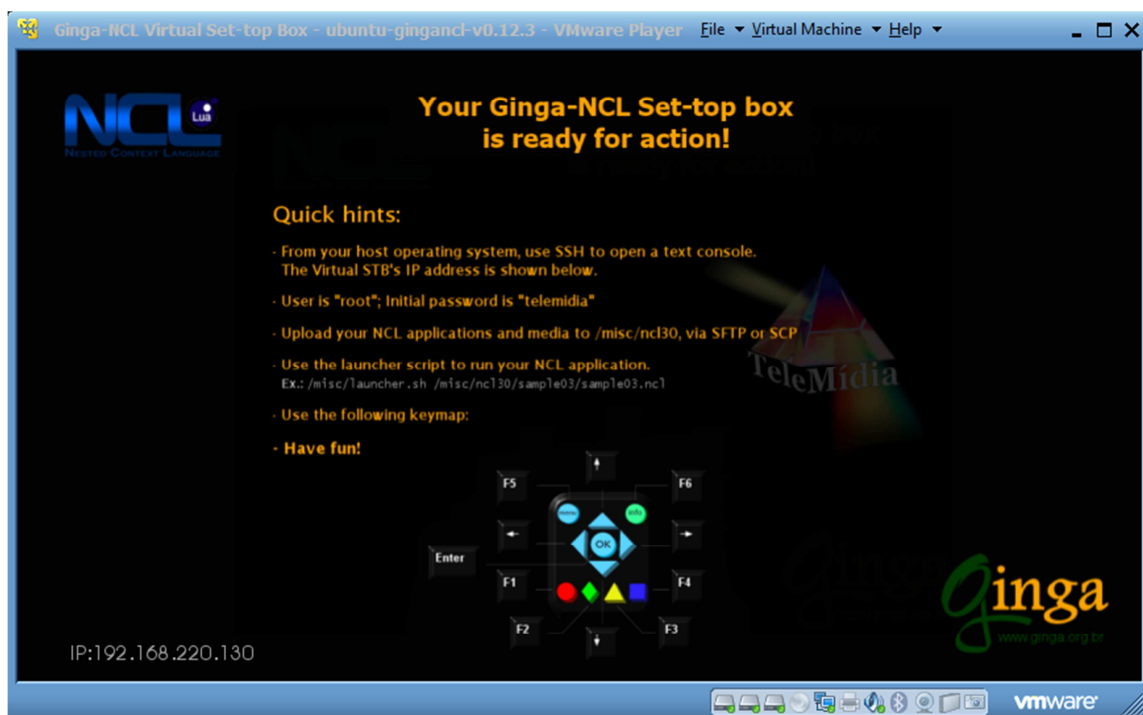 Ginga-NCL Virtual Set-top Box - ubuntu-gingancl-v0.12.3 - VMware Player File Virtual Machine Help
NCL
Lua
NESTED CONTEXT LANGUAGE
Your Ginga-NCL Set-top box
is ready for action!
Quick hints:
· From your host operating system, use SSH to open a text console.
The Virtual STB's IP address is shown below.
· User is "root"; Initial password is "telemidia"
· Upload your NCL applications and media to /misc/ncl30, via SFTP or SCP
· Use the launcher script to run your NCL application.
Ex.: /misc/launcher.sh /misc/ncl30/sample03/sample03.ncl
· Use the following keymap:
· Have fun!
TeleMídia
F5
F6
menu
info
OK
Enter
F1
F4
F2
F3
ginga
www.ginga.org.br
IP:192.168.220.130
vmware